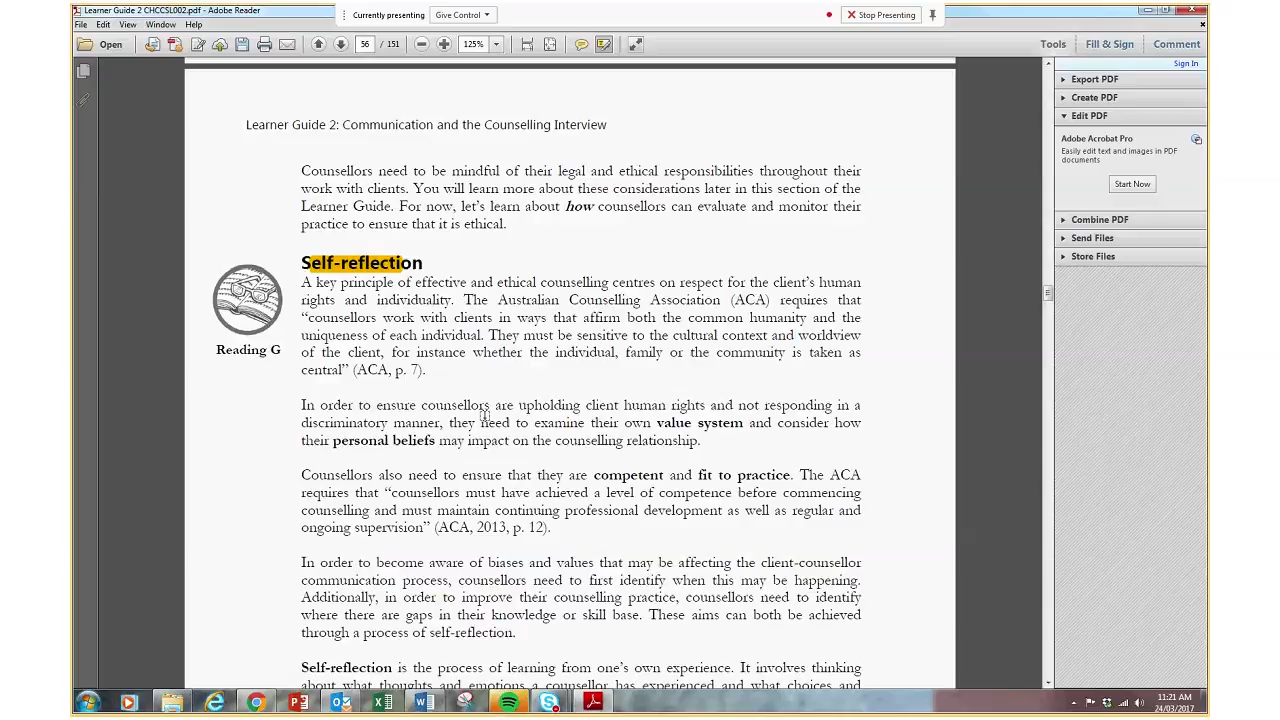 Learner Guide 2 CHCCSL002.pdf - Adobe Reader
Currently presenting Give Control Stop Presenting
File Edit View Window Help
Open 56 / 151 125% Tools Fill & Sign Comment
Sign In
Export PDF
Create PDF
Edit PDF
Adobe Acrobat Pro
Easily edit text and images in PDF
documents
Start Now
Combine PDF
Send Files
Store Files
Learner Guide 2: Communication and the Counselling Interview
Counsellors need to be mindful of their legal and ethical responsibilities throughout their
work with clients. You will learn more about these considerations later in this section of the
Learner Guide. For now, let's learn about how counsellors can evaluate and monitor their
practice to ensure that it is ethical.
Self-reflection
Reading G
A key principle of effective and ethical counselling centres on respect for the client's human
rights and individuality. The Australian Counselling Association (ACA) requires that
“counsellors work with clients in ways that affirm both the common humanity and the
uniqueness of each individual. They must be sensitive to the cultural context and worldview
of the client, for instance whether the individual, family or the community is taken as
central” (ACA, p. 7).
In order to ensure counsellors are upholding client human rights and not responding in a
discriminatory manner, they need to examine their own value system and consider how
their personal beliefs may impact on the counselling relationship.
Counsellors also need to ensure that they are competent and fit to practice. The ACA
requires that “counsellors must have achieved a level of competence before commencing
counselling and must maintain continuing professional development as well as regular and
ongoing supervision” (ACA, 2013, p. 12).
In order to become aware of biases and values that may be affecting the client-counsellor
communication process, counsellors need to first identify when this may be happening.
Additionally, in order to improve their counselling practice, counsellors need to identify
where there are gaps in their knowledge or skill base. These aims can both be achieved
through a process of self-reflection.
Self-reflection is the process of learning from one's own experience. It involves thinking
about what thoughts and emotions a counsellor has experienced and what choices and
11:21 AM
24/03/2017